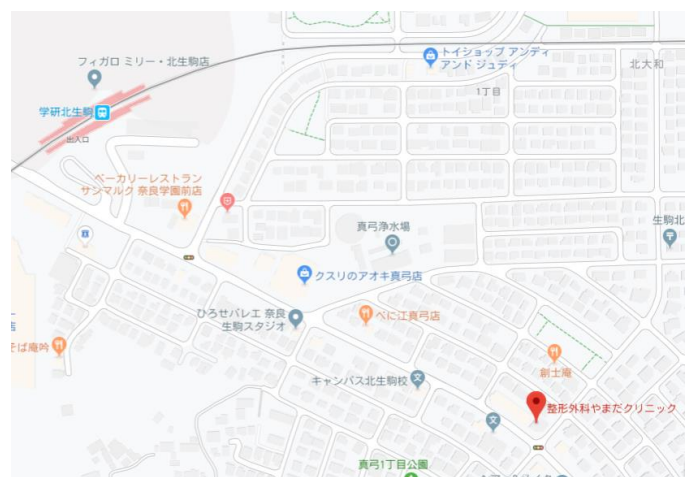 フィガロ ミリー・北生駒店
トイショップ アンディ
アンド ジュディ
北大和
1丁目
学研北生駒
出入口
ベーカリーレストラン
サンマルク 奈良学園前店
真弓浄水場
生駒北
クスリのアオキ真弓店
ひろせバレエ 奈良
生駒スタジオ
べに江真弓店
店
そば庵吟
創士庵
キャンパス北生駒校
整形外科やまだクリニック
真弓1丁目公園